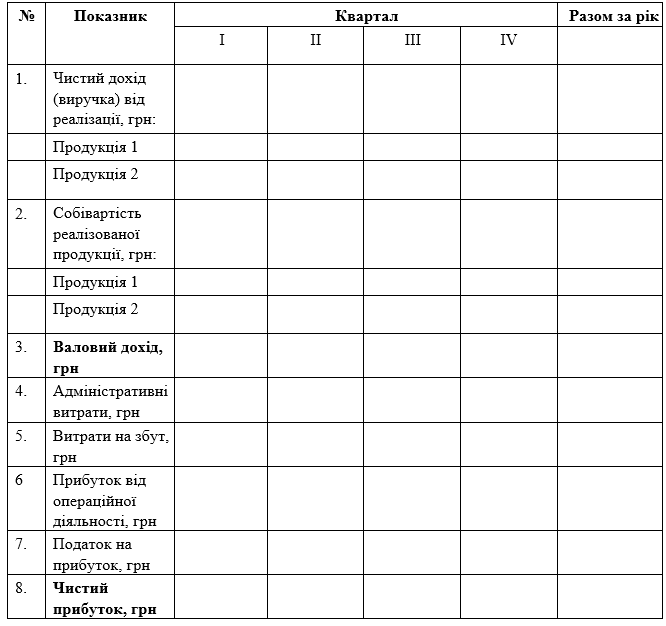 № Показник Квартал Разом за рік
I II III IV
1. Чистий дохід
(виручка) від
реалізації, грн:
Продукція 1
Продукція 2
2. Собівартість
реалізованої
продукції, грн:
Продукція 1
Продукція 2
3. Валовий дохід,
грн
4. Адміністративні
витрати, грн
5. Витрати на збут,
грн
6 Прибуток від
операційної
діяльності, грн
7. Податок на
прибуток, грн
8. Чистий
прибуток, грн